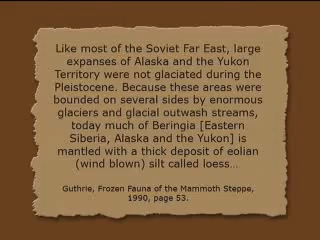 Like most of the Soviet Far East, large
expanses of Alaska and the Yukon
Territory were not glaciated during the
Pleistocene. Because these areas were
bounded on several sides by enormous
glaciers and glacial outwash streams,
today much of Beringia [Eastern
Siberia, Alaska and the Yukon] is
mantled with a thick deposit of eolian
(wind blown) silt called loess...
Guthrie, Frozen Fauna of the Mammoth Steppe,
1990, page 53.